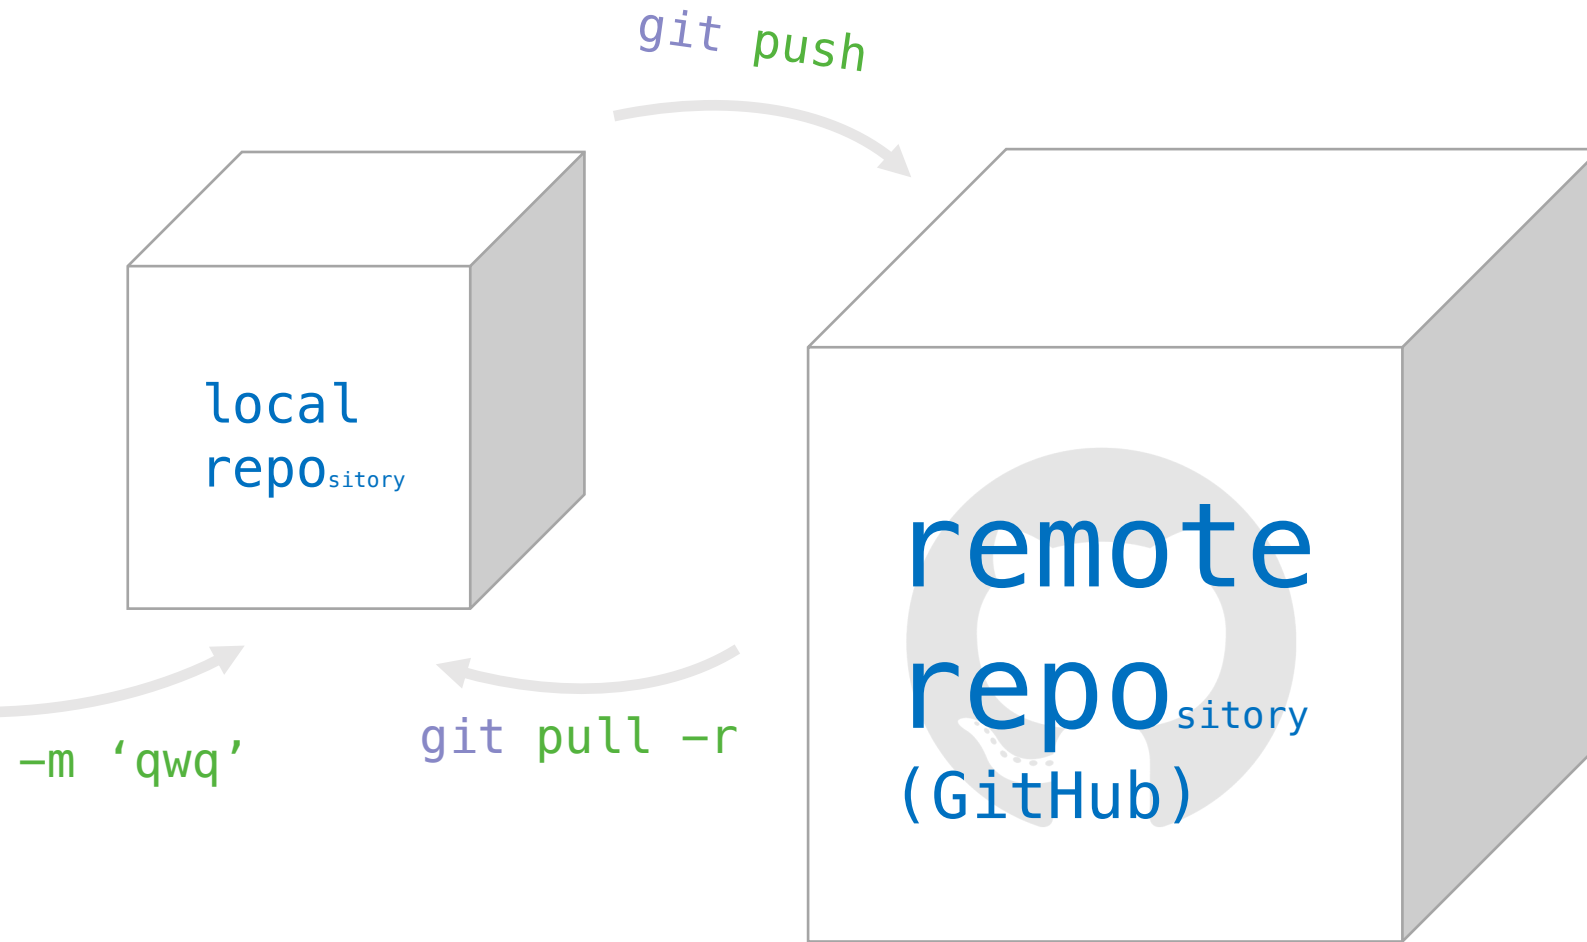 git push
local
repository
remote
repository
(GitHub)
git pull −r
−m ‘qwq’